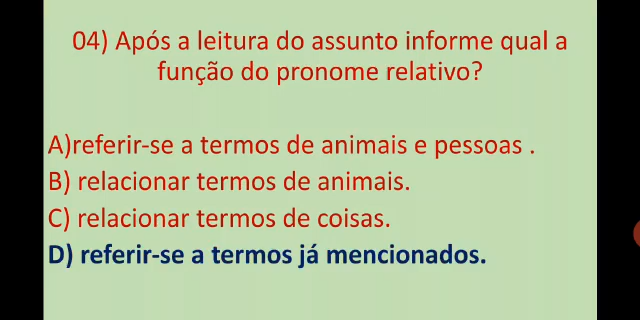 04) Após a leitura do assunto informe qual a
função do pronome relativo?
A)referir-se a termos de animais e pessoas .
B) relacionar termos de animais.
C) relacionar termos de coisas.
D) referir-se a termos já mencionados.